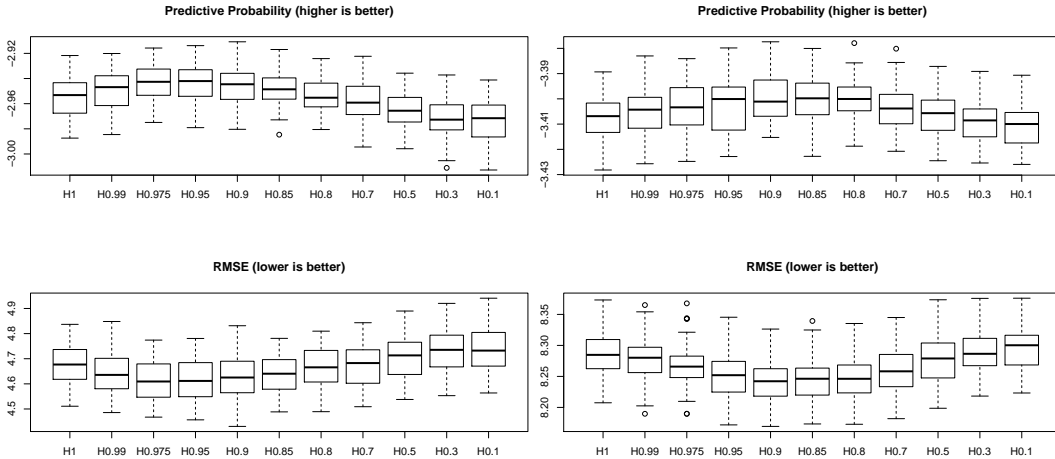 Predictive Probability (higher is better)
−2.92
−2.96
−3.00
H1 H0.99 H0.975 H0.95 H0.9 H0.85 H0.8 H0.7 H0.5 H0.3 H0.1
Predictive Probability (higher is better)
−3.39
−3.41
−3.43
H1 H0.99 H0.975 H0.95 H0.9 H0.85 H0.8 H0.7 H0.5 H0.3 H0.1
RMSE (lower is better)
4.9
4.8
4.7
4.6
4.5
H1 H0.99 H0.975 H0.95 H0.9 H0.85 H0.8 H0.7 H0.5 H0.3 H0.1
RMSE (lower is better)
8.35
8.30
8.25
8.20
H1 H0.99 H0.975 H0.95 H0.9 H0.85 H0.8 H0.7 H0.5 H0.3 H0.1